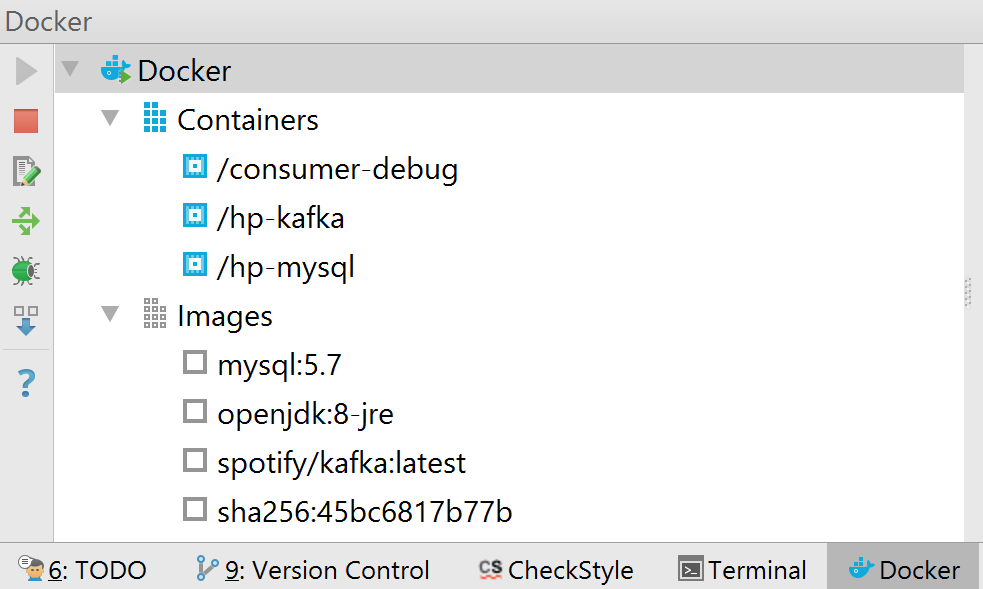 Docker
Docker
Containers
/consumer-debug
/hp-kafka
/hp-mysql
Images
mysql:5.7
openjdk:8-jre
spotify/kafka:latest
sha256:45bc6817b77b
6: TODO 9: Version Control CS CheckStyle Terminal Docker